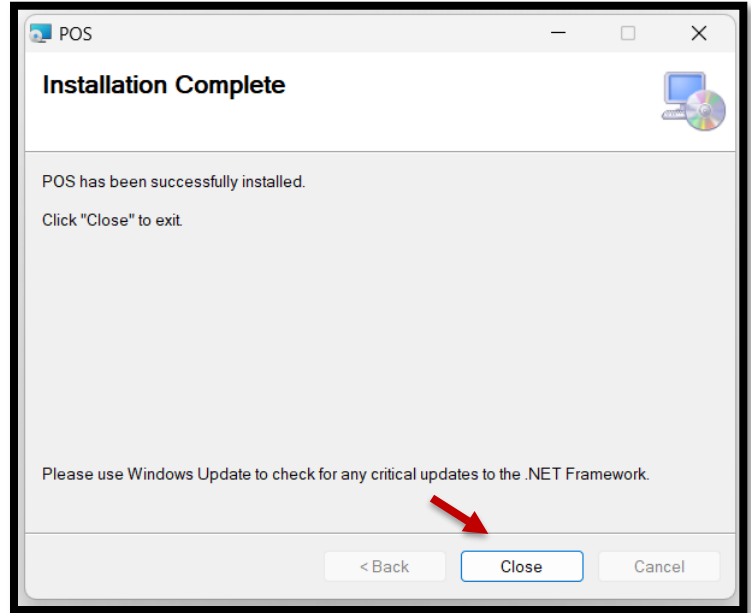 POS
Installation Complete
POS has been successfully installed.
Click "Close" to exit.
Please use Windows Update to check for any critical updates to the .NET Framework.
< Back
Close
Cancel